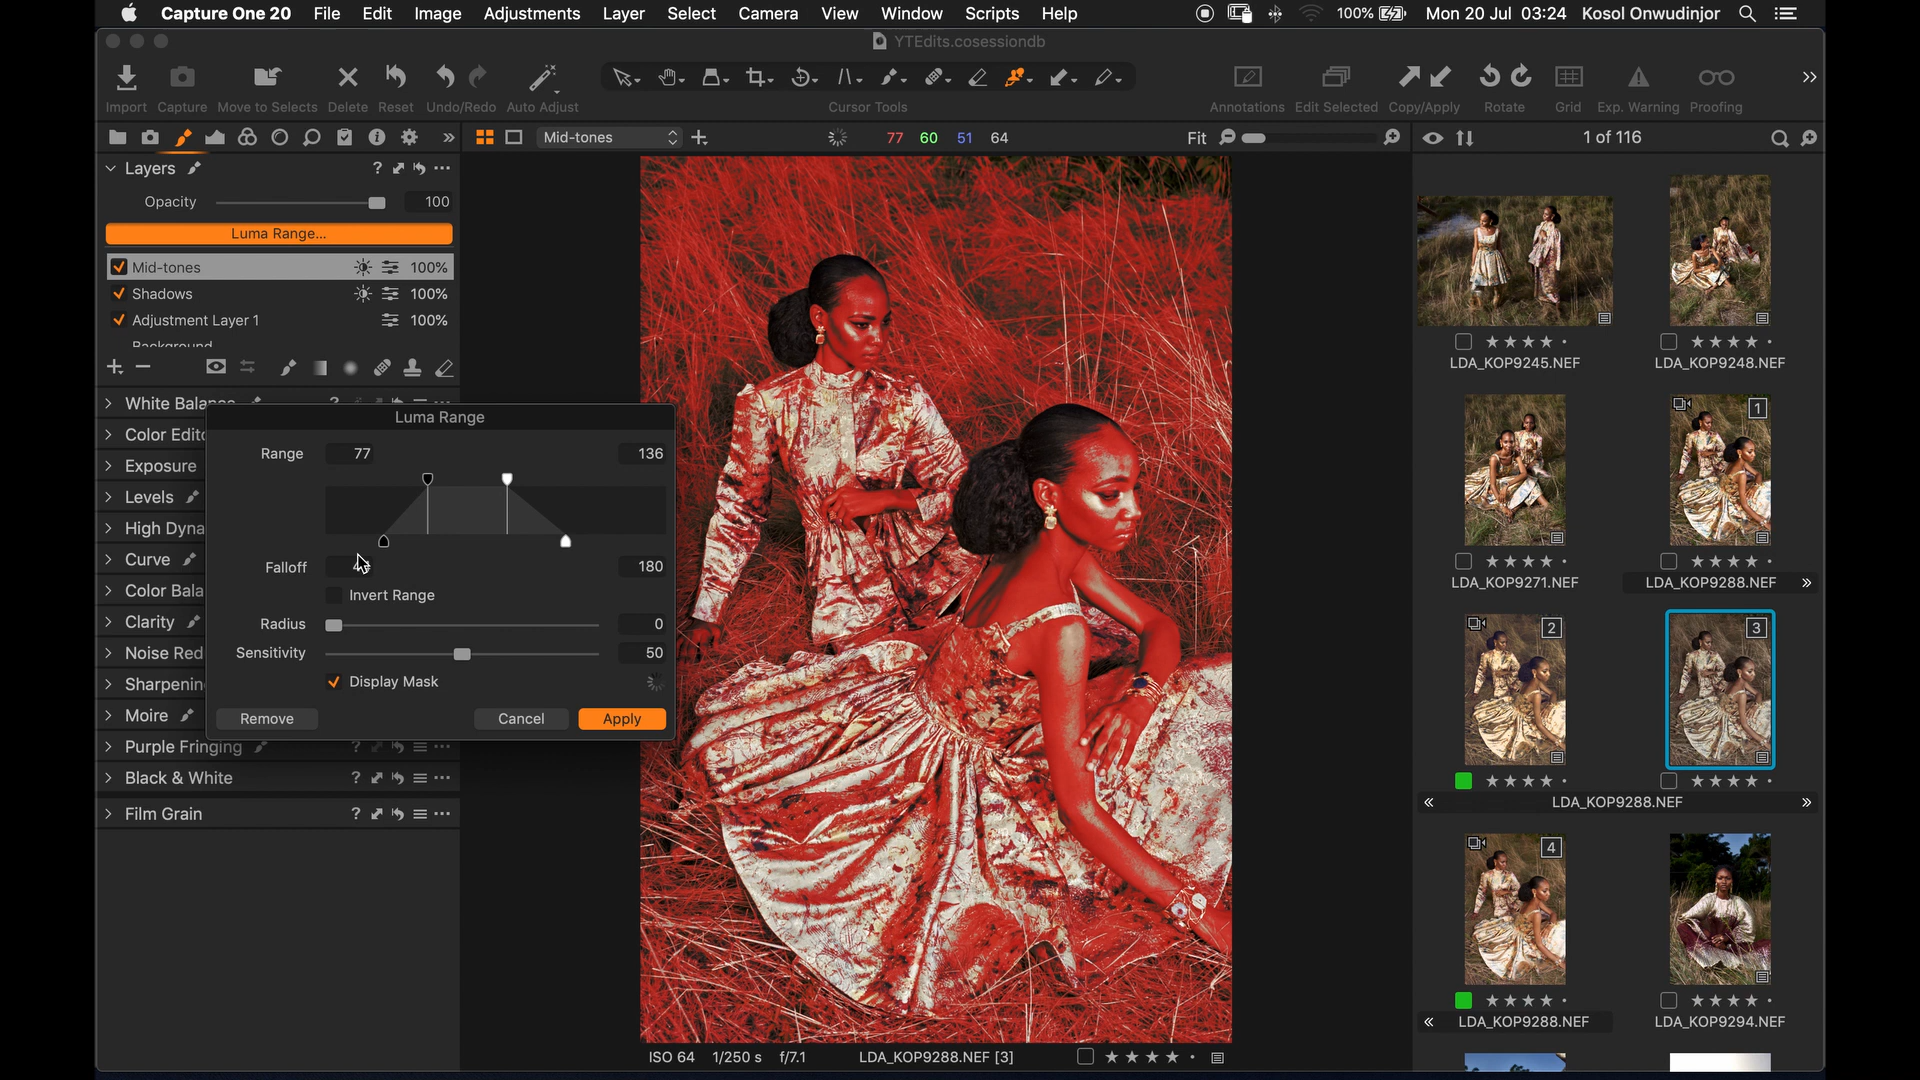 Capture One 20 File Edit Image Adjustments Layer Select Camera View Window Scripts Help 100% Mon 20 Jul 03:24 Kosol Onwudinjor
YTEdits.cosessiondb
Import Capture Move to Selects Delete Reset Undo/Redo Auto Adjust Cursor Tools Annotations Edit Selected Copy/Apply Rotate Grid Exp. Warning Proofing
Mid-tones 77 60 51 64 Fit 1 of 116
Layers
Opacity 100
Luma Range...
Mid-tones 100%
Shadows 100%
Adjustment Layer 1 100%
Background
White Balance
Color Edito
Exposure
Levels
High Dyna
Curve
Color Bala
Clarity
Noise Red
Sharpening
Moire
Purple Fringing
Black & White
Film Grain
Luma Range
Range 77 136
Falloff 180
Invert Range
Radius 0
Sensitivity 50
Display Mask
Remove Cancel Apply
ISO 64 1/250 s f/7.1 LDA_KOP9288.NEF [3]
LDA_KOP9245.NEF LDA_KOP9248.NEF
1
LDA_KOP9271.NEF LDA_KOP9288.NEF
2 3
LDA_KOP9288.NEF
4
LDA_KOP9288.NEF LDA_KOP9294.NEF